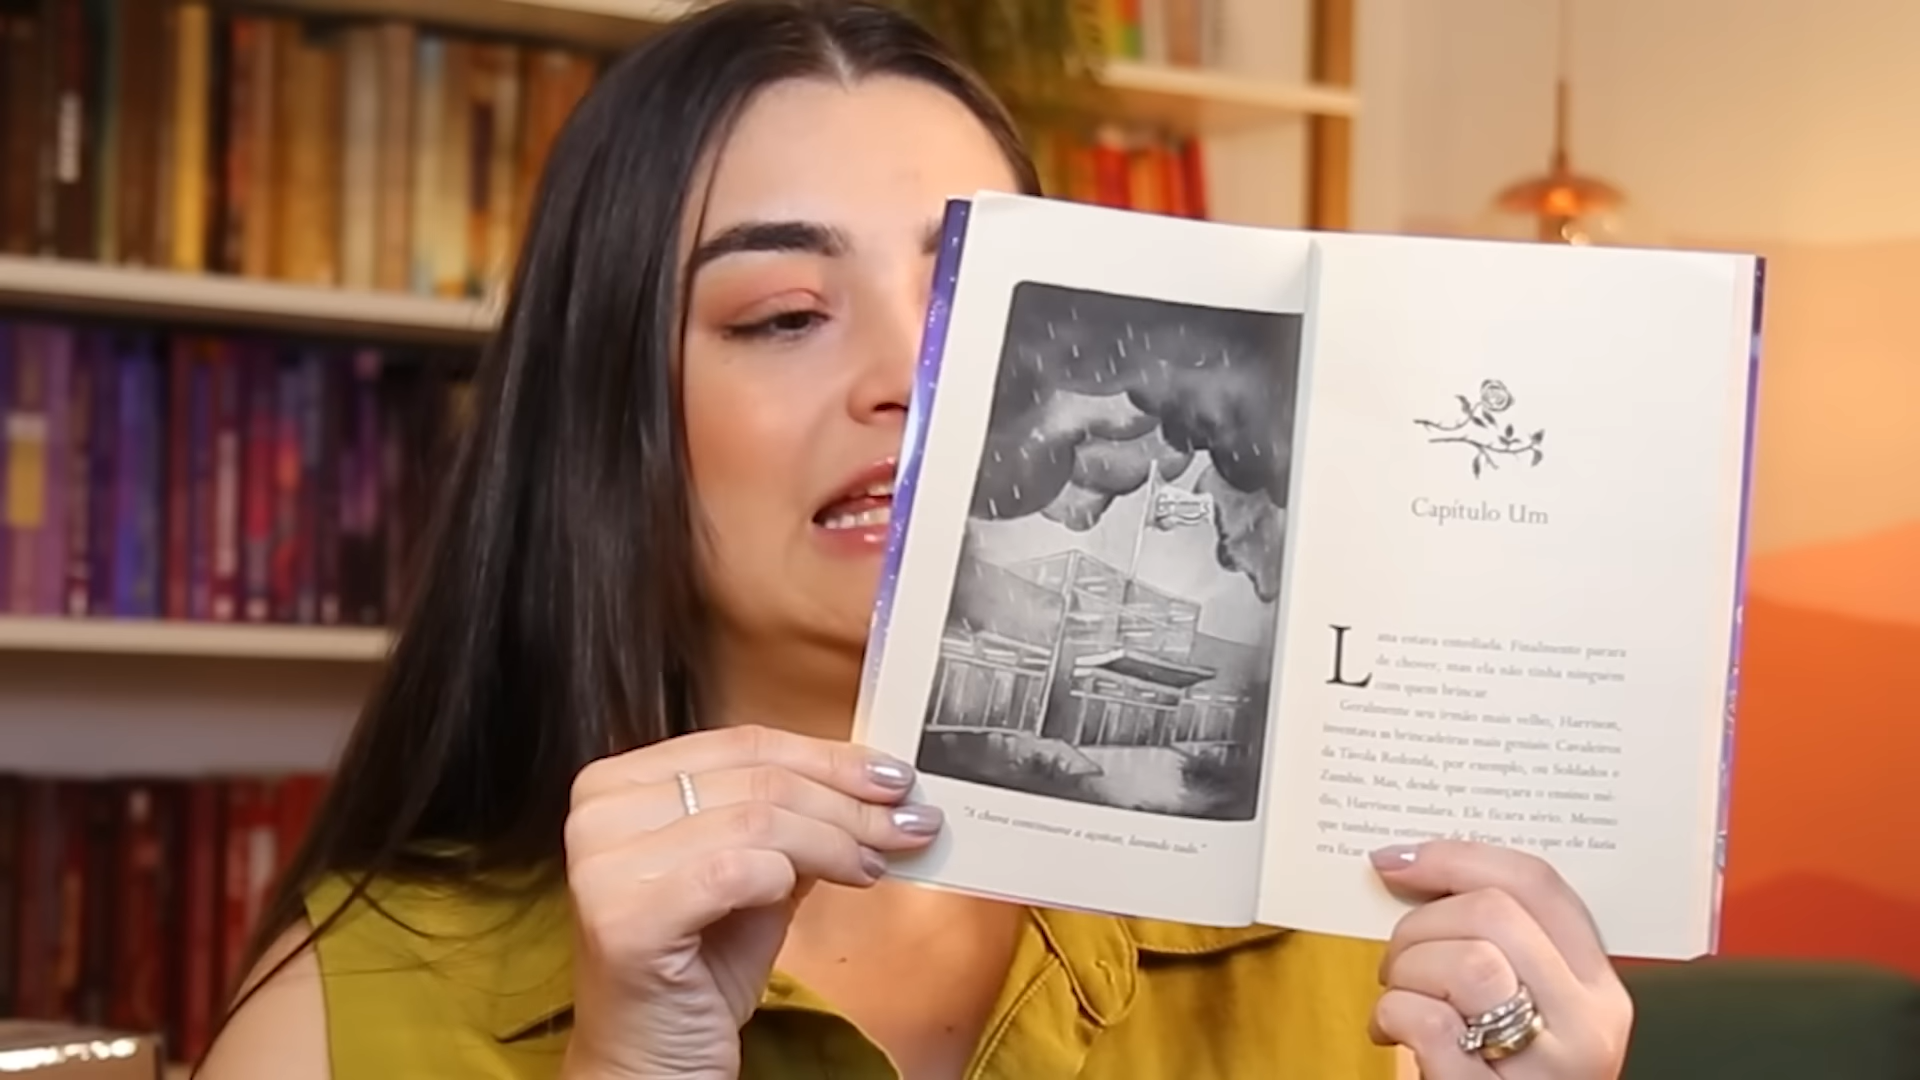 "A chuva continuava a açoitar, lavando tudo."
Capítulo Um
Lana estava entediada. Finalmente parara
de chover, mas ela não tinha ninguém
com quem brincar
Geralmente seu irmão mais velho, Harrison,
inventava as brincadeiras mais geniais: Cavaleiros
da Távola Redonda, por exemplo, ou Soldados e
Zumbis. Mas, desde que começara o ensino mé-
dio, Harrison mudara. Ele ficara sério. Mesmo
que também estivesse de férias, só o que ele fazia
era ficar